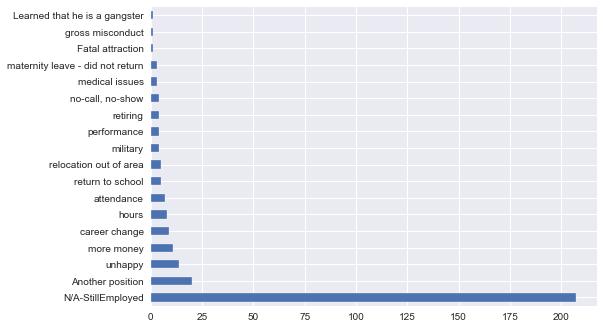 Learned that he is a gangster
gross misconduct
Fatal attraction
maternity leave - did not return
medical issues
no-call, no-show
retiring
performance
military
relocation out of area
return to school
attendance
hours
career change
more money
unhappy
Another position
N/A-StillEmployed
0 25 50 75 100 125 150 175 200